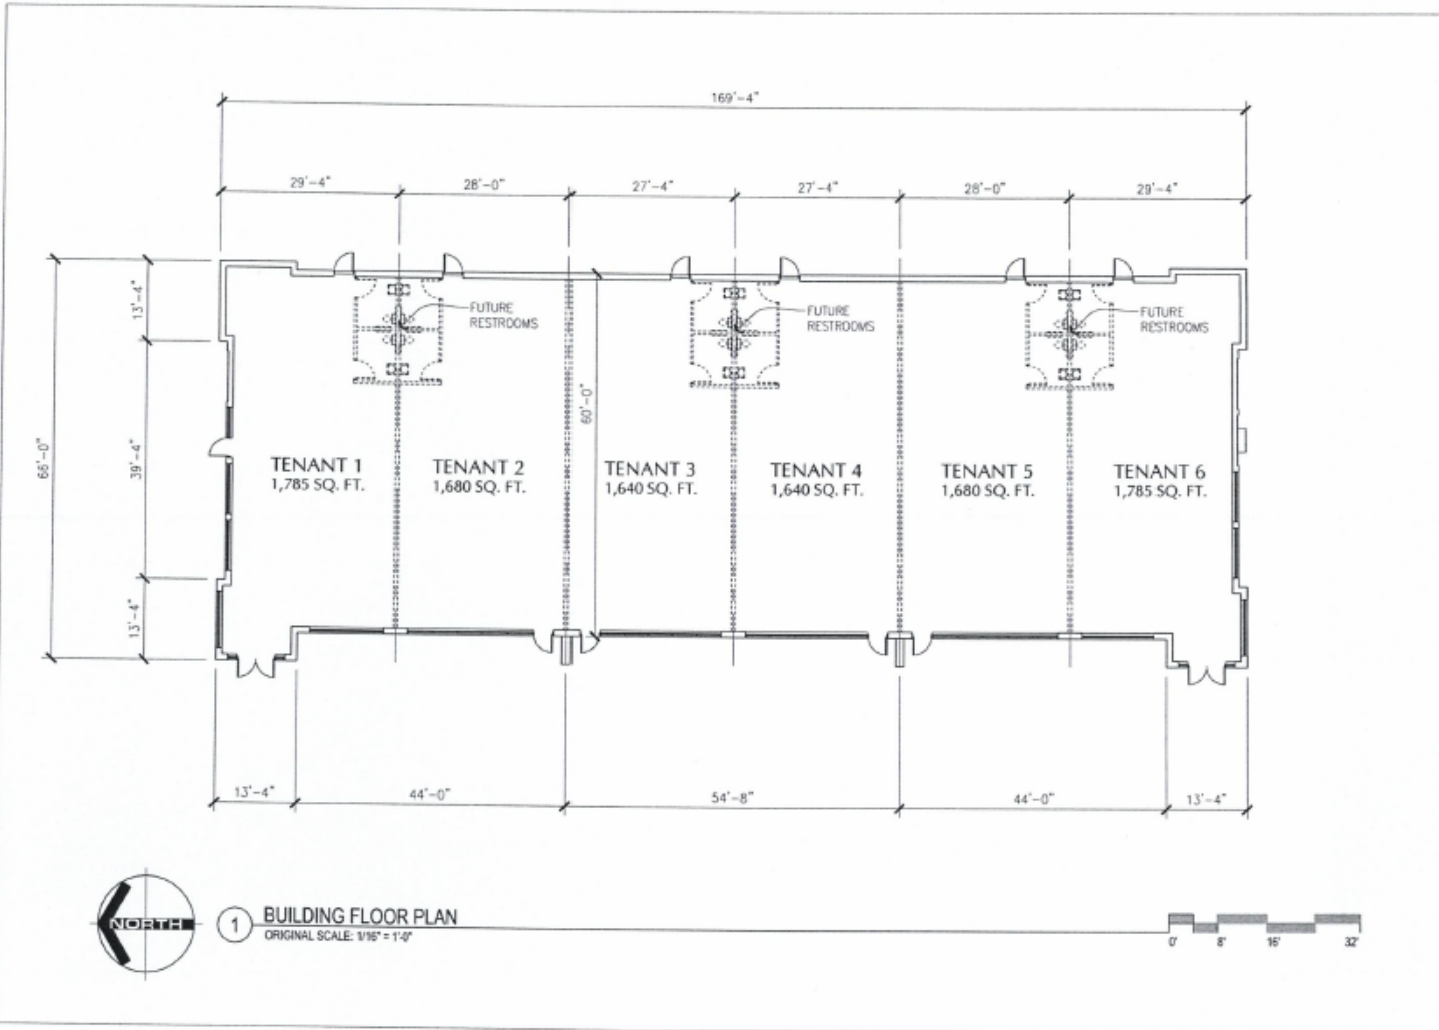 169'-4"
29'-4"
28'-0"
27'-4"
27'-4"
28'-0"
29'-4"
13'-4"
FUTURE
RESTROOMS
FUTURE
RESTROOMS
FUTURE
RESTROOMS
60'-0"
66'-0"
39'-4"
TENANT 1
1,785 SQ. FT.
TENANT 2
1,680 SQ. FT.
TENANT 3
1,640 SQ. FT.
TENANT 4
1,640 SQ. FT.
TENANT 5
1,680 SQ. FT.
TENANT 6
1,785 SQ. FT.
13'-4"
13'-4"
44'-0"
54'-8"
44'-0"
13'-4"
NORTH
1
BUILDING FLOOR PLAN
ORIGINAL SCALE: 1/16" = 1'-0"
0'
8'
16'
32'